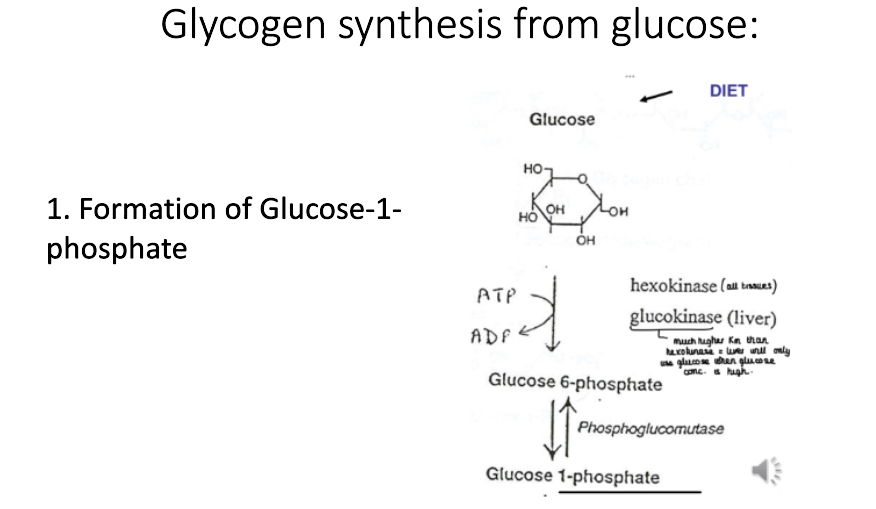 Glycogen synthesis from glucose:
DIET
Glucose
HO
O
OH
HO
OH
OH
1. Formation of Glucose-1-
phosphate
ATP
ADP
hexokinase (all tissues)
glucokinase (liver)
much higher Km than
hexokinase = liver will only
use glucose when glucose
conc. is high.
Glucose 6-phosphate
Phosphoglucomutase
Glucose 1-phosphate